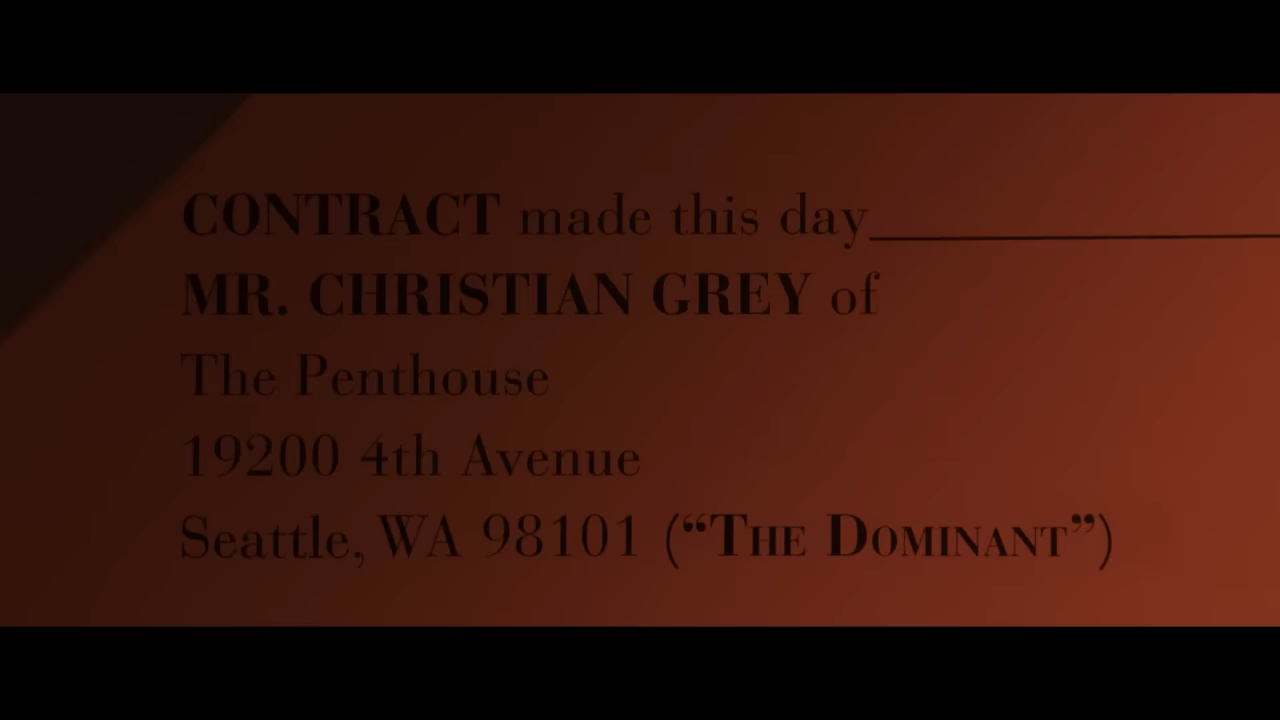 CONTRACT made this day
MR. CHRISTIAN GREY of
The Penthouse
19200 4th Avenue
Seattle, WA 98101 (“THE DOMINANT”)